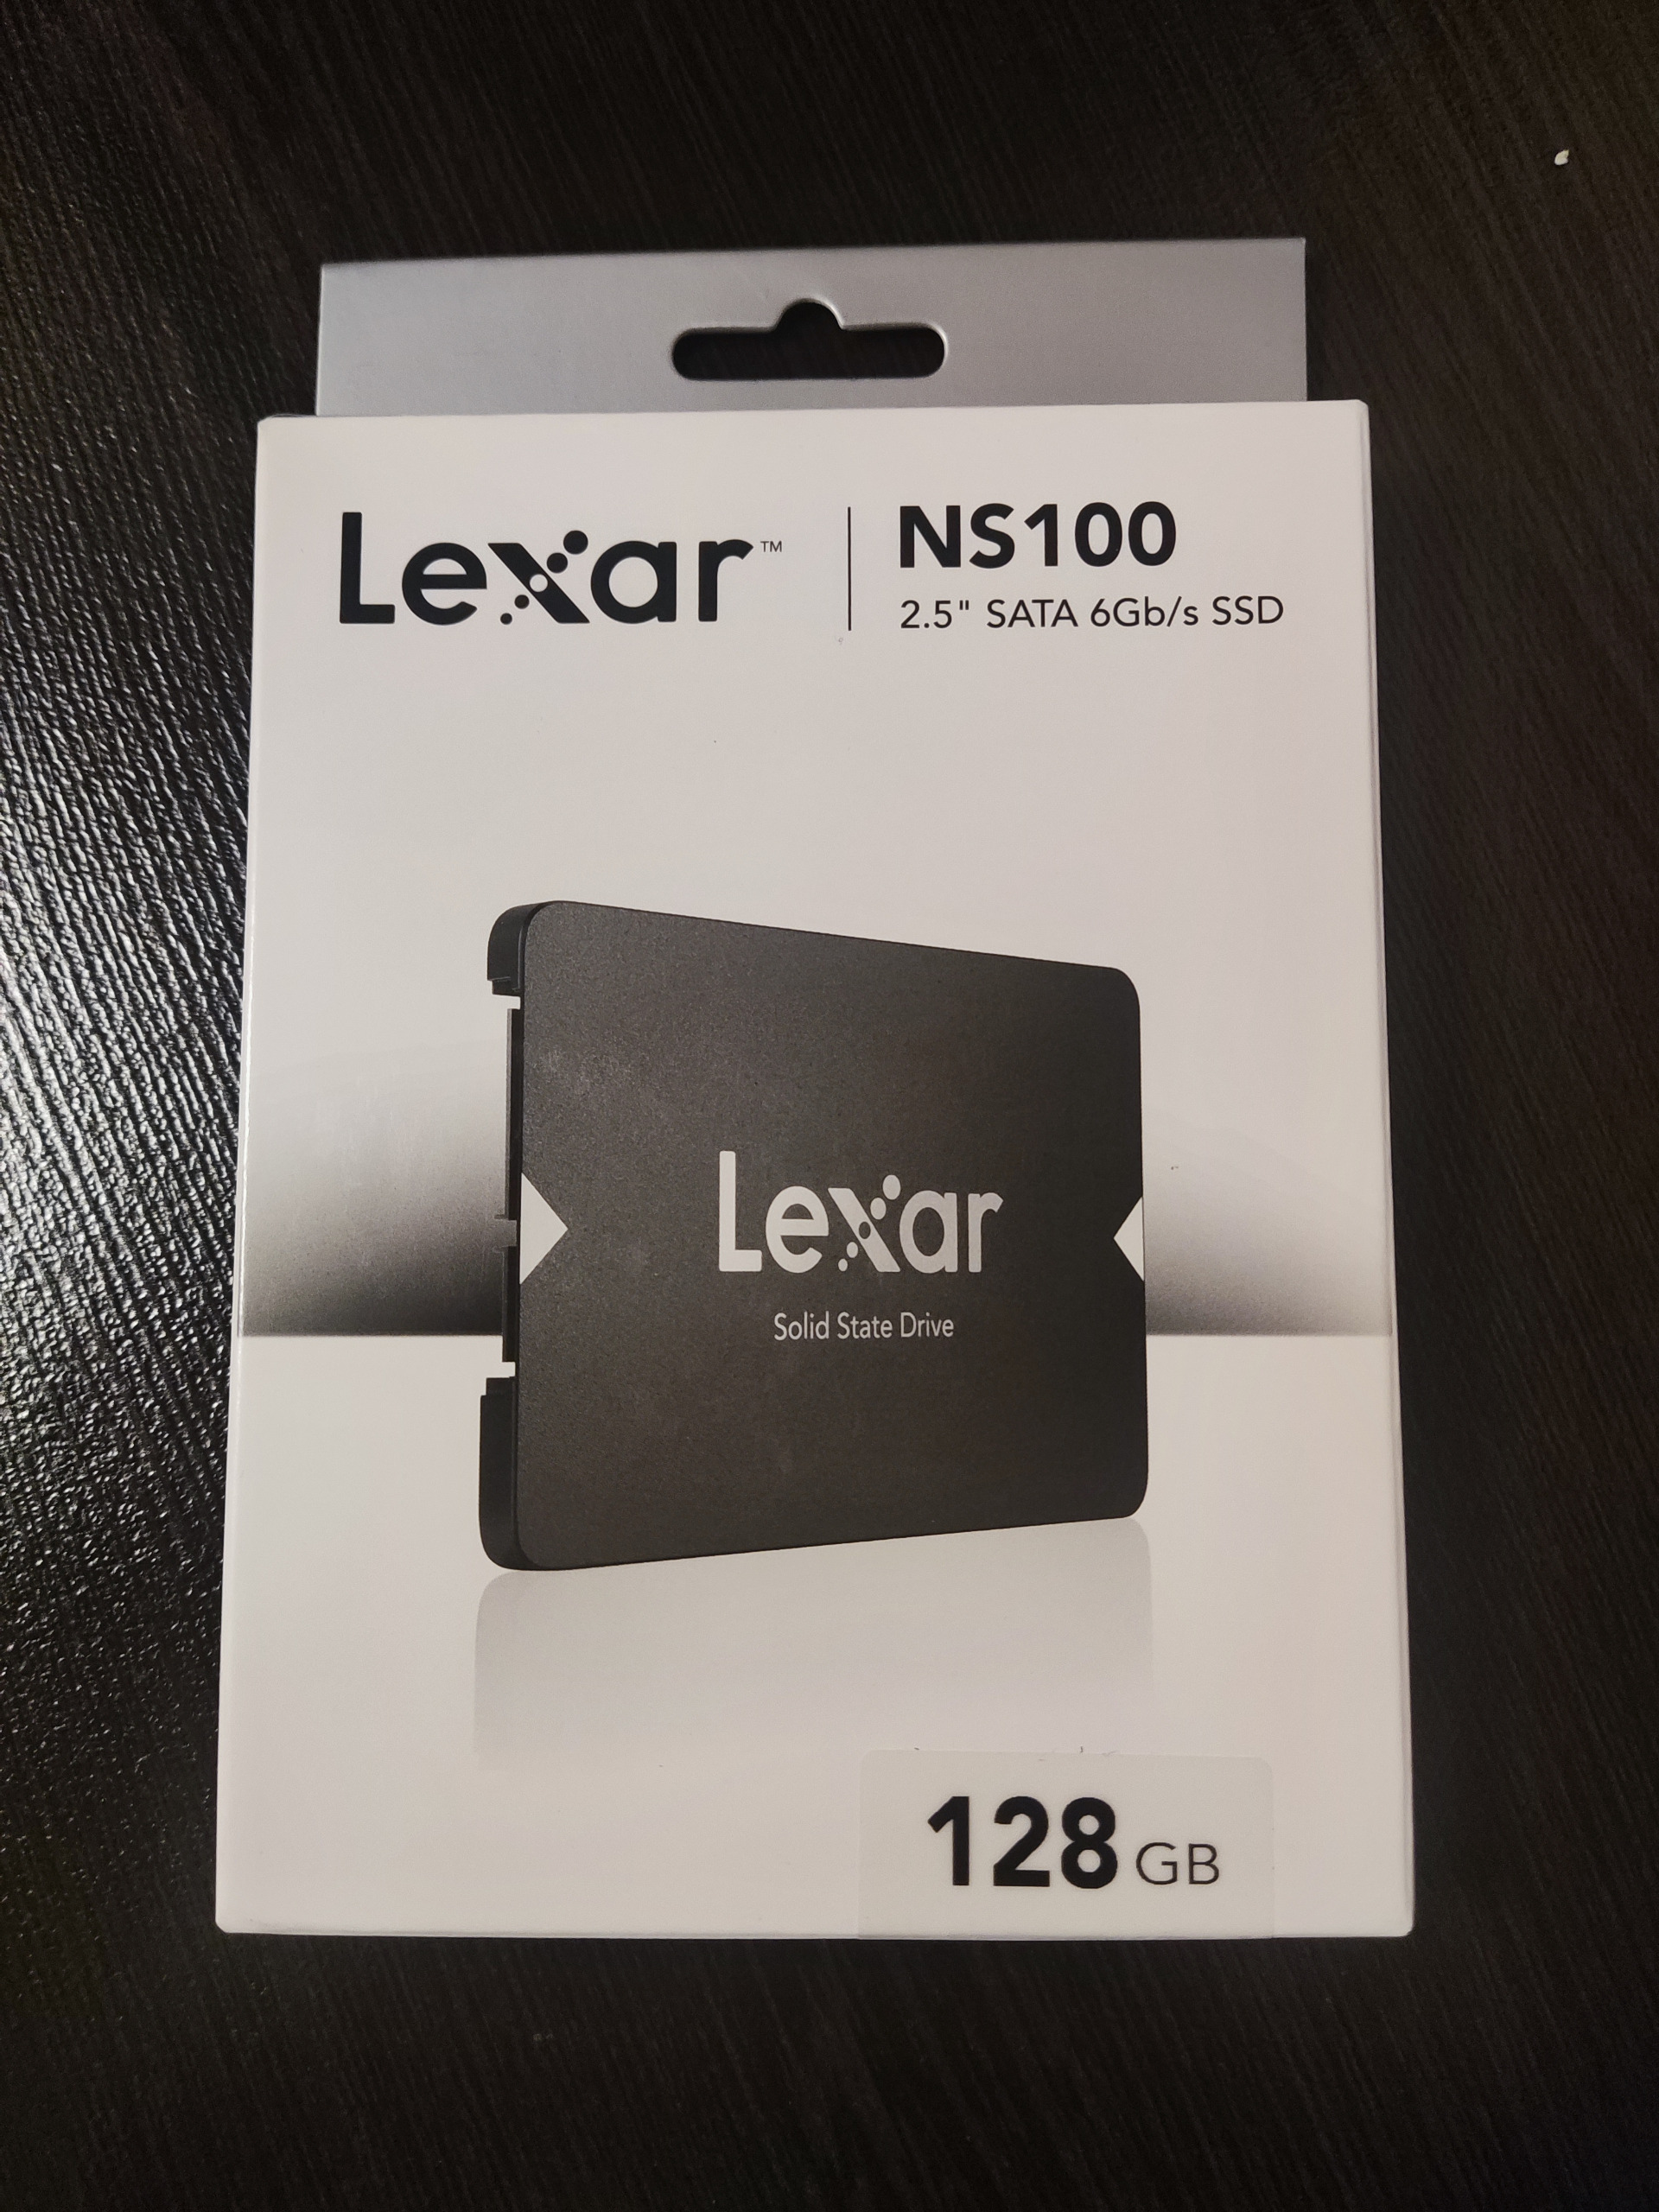 Lexar™
NS100
2.5" SATA 6Gb/s SSD
Lexar
Solid State Drive
128 GB